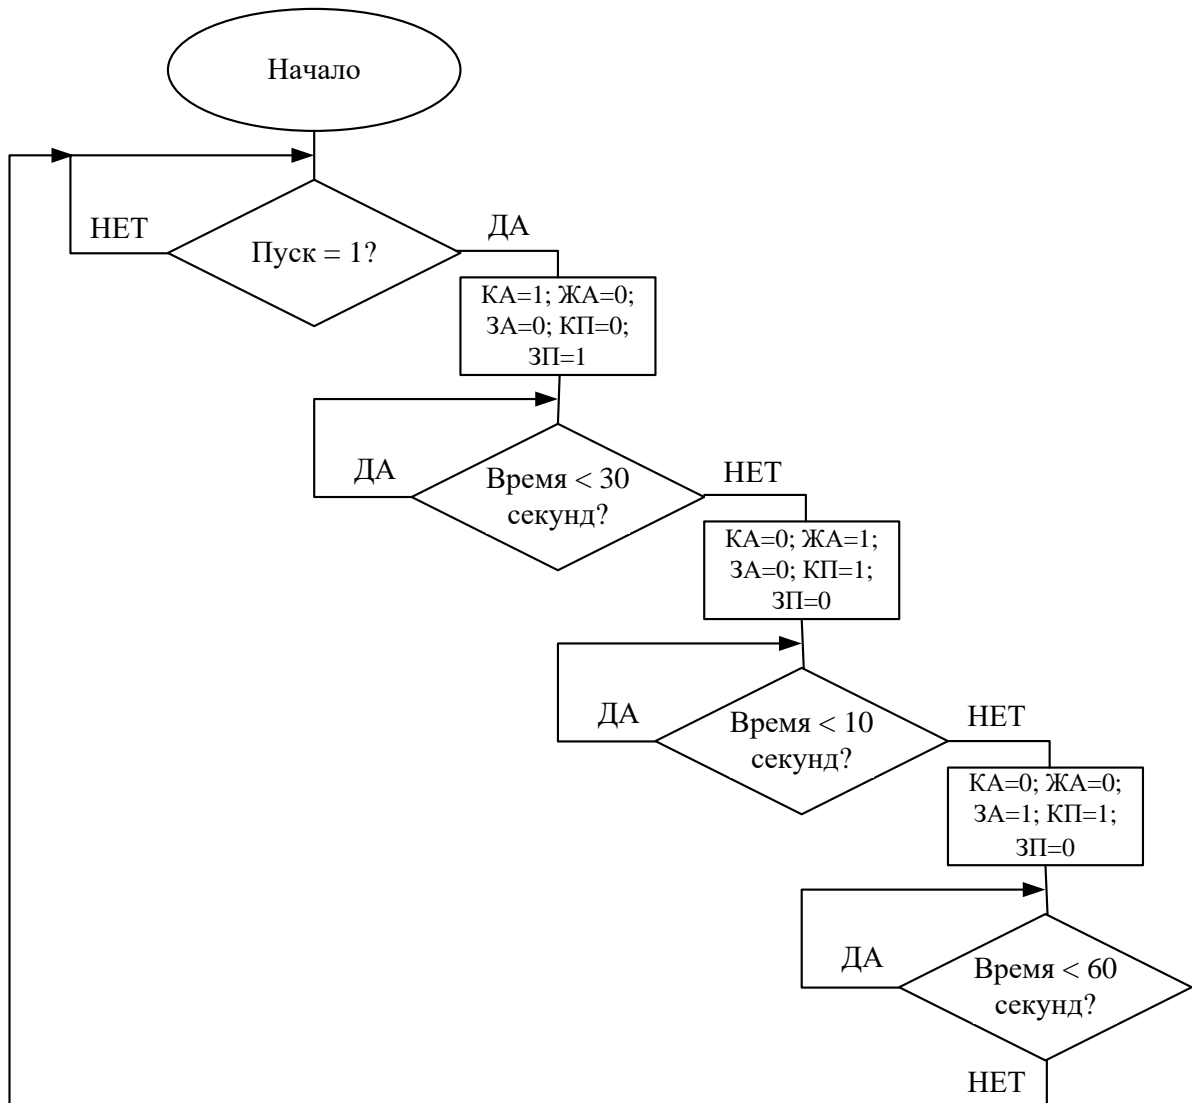 Начало
НЕТ
ДА
Пуск = 1?
КА=1; ЖА=0;
ЗА=0; КП=0;
ЗП=1
ДА
Время < 30
секунд?
НЕТ
КА=0; ЖА=1;
ЗА=0; КП=1;
ЗП=0
ДА
Время < 10
секунд?
НЕТ
КА=0; ЖА=0;
ЗА=1; КП=1;
ЗП=0
ДА
Время < 60
секунд?
НЕТ